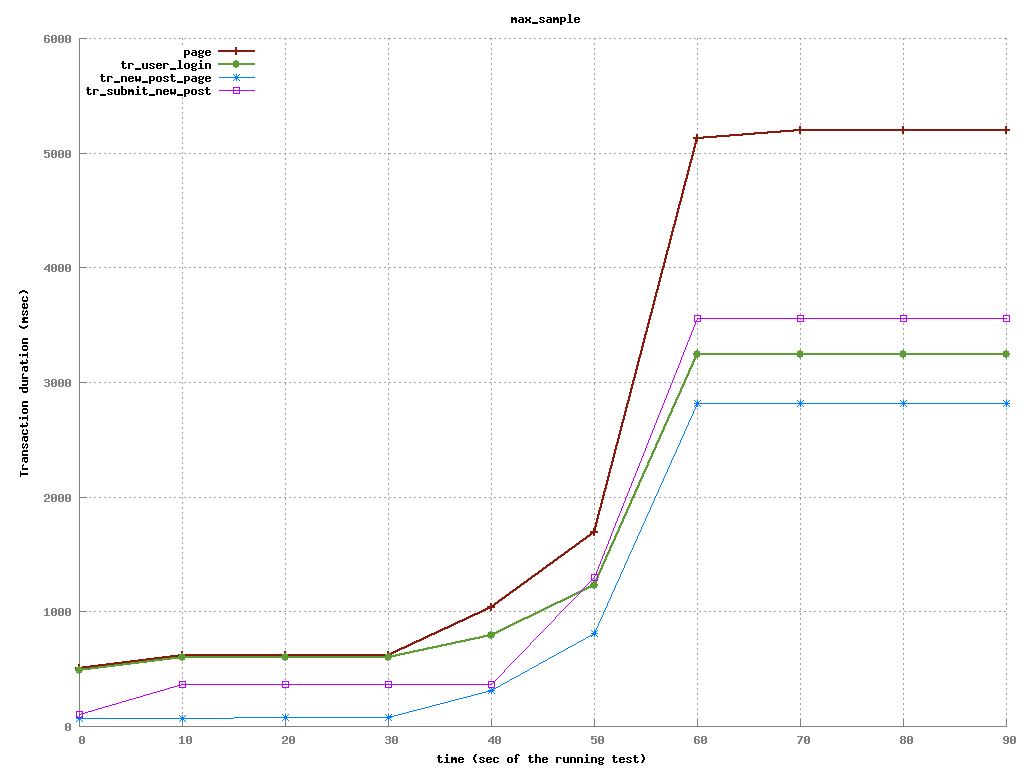 max_sample
6000
page
tr_user_login
tr_new_post_page
tr_submit_new_post
5000
4000
3000
2000
1000
0
Transaction duration (msec)
0 10 20 30 40 50 60 70 80 90
time (sec of the running test)